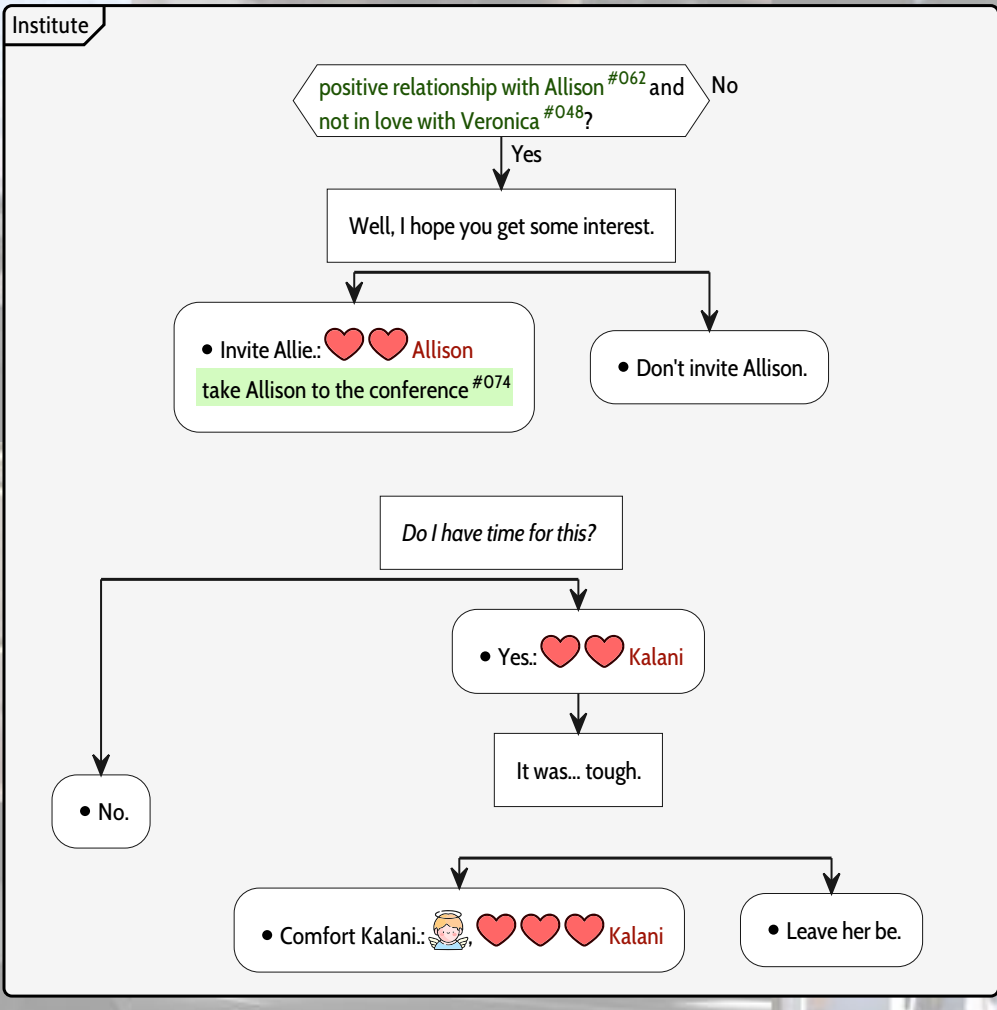 Institute
positive relationship with Allison #062 and
not in love with Veronica #048?
No
Yes
Well, I hope you get some interest.
• Invite Allie.: Allison
take Allison to the conference #074
• Don't invite Allison.
Do I have time for this?
• Yes.: Kalani
It was... tough.
• No.
• Comfort Kalani.: , Kalani
• Leave her be.